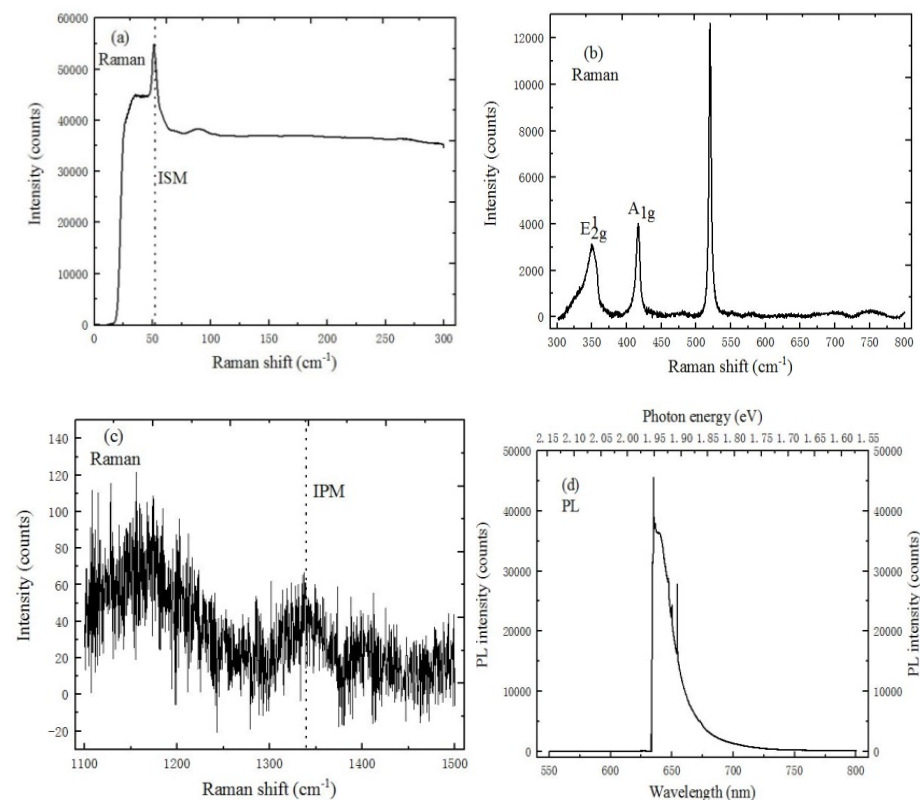 (a)
Raman
ISM
60000
50000
40000
30000
20000
10000
0
0 50 100 150 200 250 300
Intensity (counts)
Raman shift (cm-1)
(b)
Raman
E12g
A1g
12000
10000
8000
6000
4000
2000
0
300 350 400 450 500 550 600 650 700 750 800
Intensity (counts)
Raman shift (cm-1)
(c)
Raman
IPM
140
120
100
80
60
40
20
0
-20
1100 1200 1300 1400 1500
Intensity (counts)
Raman shift (cm-1)
Photon energy (eV)
2.15 2.10 2.05 2.00 1.95 1.90 1.85 1.80 1.75 1.70 1.65 1.60 1.55
(d)
PL
50000 50000
40000 40000
30000 30000
20000 20000
10000 10000
0 0
550 600 650 700 750 800
PL intensity (counts)
PL intensity (counts)
Wavelength (nm)